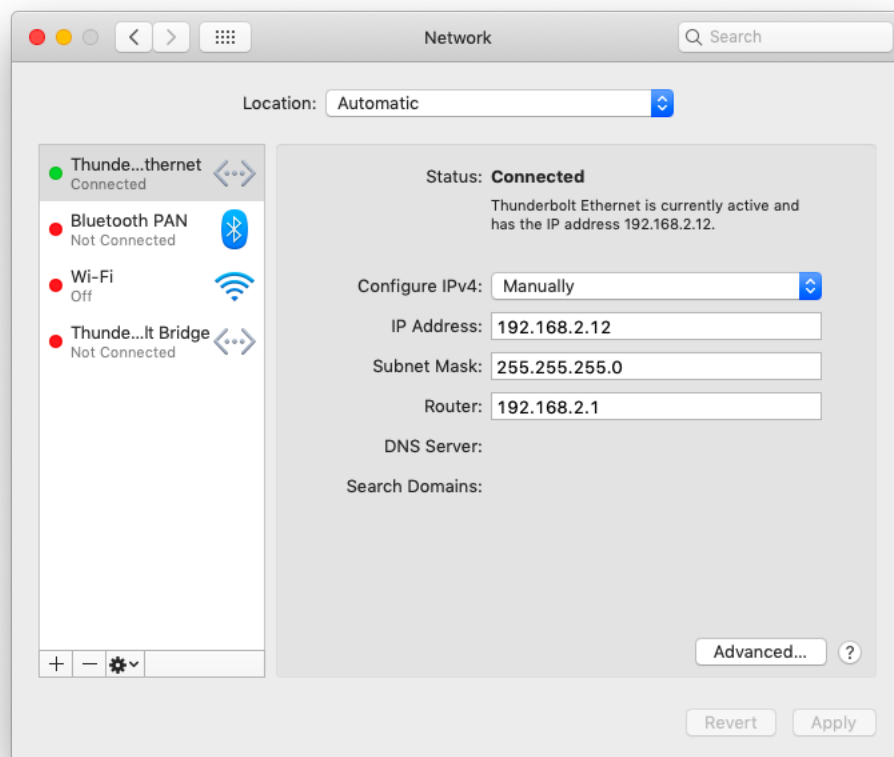 Network
Search
Location: Automatic
Thunde...thernet
Connected
Bluetooth PAN
Not Connected
Wi-Fi
Off
Thunde...lt Bridge
Not Connected
Status: Connected
Thunderbolt Ethernet is currently active and
has the IP address 192.168.2.12.
Configure IPv4: Manually
IP Address: 192.168.2.12
Subnet Mask: 255.255.255.0
Router: 192.168.2.1
DNS Server:
Search Domains:
Advanced... ?
Revert Apply